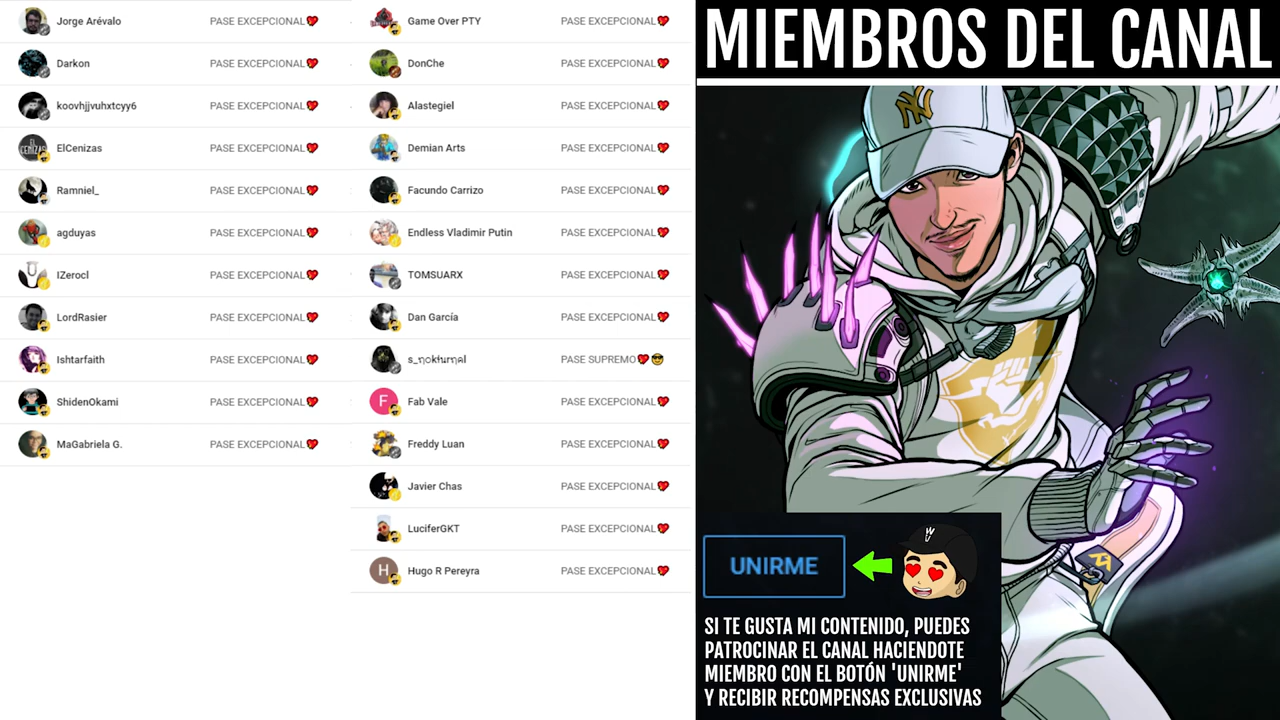 Jorge Arévalo PASE EXCEPCIONAL
Darkon PASE EXCEPCIONAL
koovhjjvuhxtcyy6 PASE EXCEPCIONAL
ElCenizas PASE EXCEPCIONAL
Ramniel_ PASE EXCEPCIONAL
agduyas PASE EXCEPCIONAL
IZerocl PASE EXCEPCIONAL
LordRasier PASE EXCEPCIONAL
Ishtarfaith PASE EXCEPCIONAL
ShidenOkami PASE EXCEPCIONAL
MaGabriela G. PASE EXCEPCIONAL
Game Over PTY PASE EXCEPCIONAL
DonChe PASE EXCEPCIONAL
Alastegiel PASE EXCEPCIONAL
Demian Arts PASE EXCEPCIONAL
Facundo Carrizo PASE EXCEPCIONAL
Endless Vladimir Putin PASE EXCEPCIONAL
TOMSUARX PASE EXCEPCIONAL
Dan García PASE EXCEPCIONAL
PASE SUPREMO
F Fab Vale PASE EXCEPCIONAL
Freddy Luan PASE EXCEPCIONAL
Javier Chas PASE EXCEPCIONAL
LuciferGKT PASE EXCEPCIONAL
H Hugo R Pereyra PASE EXCEPCIONAL
MIEMBROS DEL CANAL
NY
UNIRME
SI TE GUSTA MI CONTENIDO, PUEDES
PATROCINAR EL CANAL HACIENDOTE
MIEMBRO CON EL BOTÓN 'UNIRME'
Y RECIBIR RECOMPENSAS EXCLUSIVAS